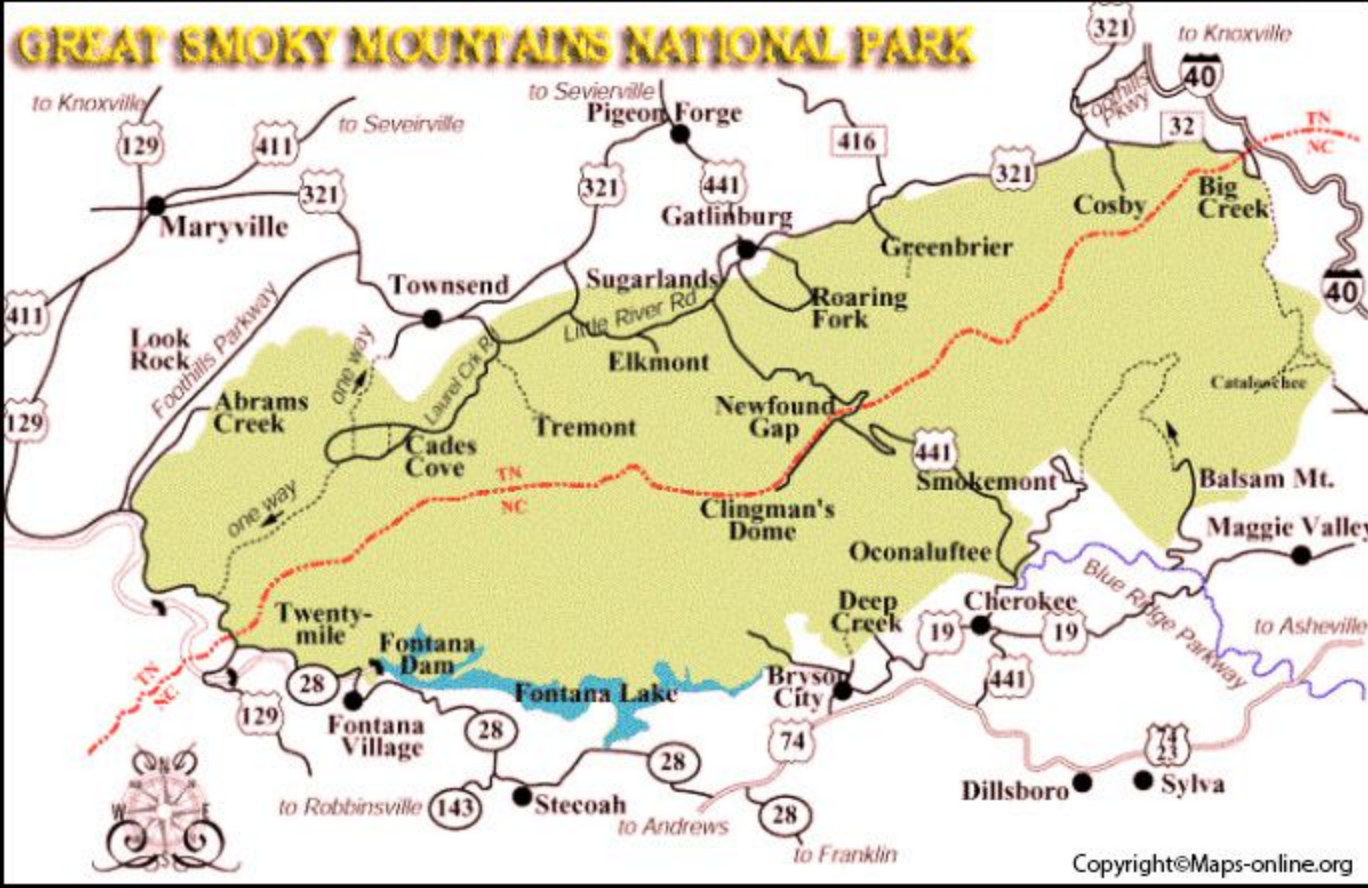 GREAT SMOKY MOUNTAINS NATIONAL PARK
321
to Knoxville
40
to Knoxville
to Sevierville
Pigeon Forge
Foothills
Pkwy
32
TN
NC
129
411
to Seveirville
416
321
321
441
321
Big
Creek
Maryville
Gatlinburg
Cosby
Greenbrier
Townsend
Sugarlands
40
411
Roaring
Fork
Little River Rd
Look
Rock
Foothills Parkway
one way
Laurel Crk Rd
Elkmont
Cataloochee
129
Abrams
Creek
Newfound
Gap
Tremont
Cades
Cove
441
TN
NC
Smokemont
Balsam Mt.
one way
Clingman's
Dome
Maggie Valley
Oconaluftee
Blue Ridge Parkway
Twenty-
mile
Deep
Creek
Cherokee
19
19
to Asheville
Fontana
Dam
TN
NC
28
Fontana Lake
Bryson
City
441
129
Fontana
Village
28
74
74
23
28
Dillsboro
Sylva
N
W
E
S
to Robbinsville
143
Stecoah
to Andrews
28
to Franklin
Copyright©Maps-online.org